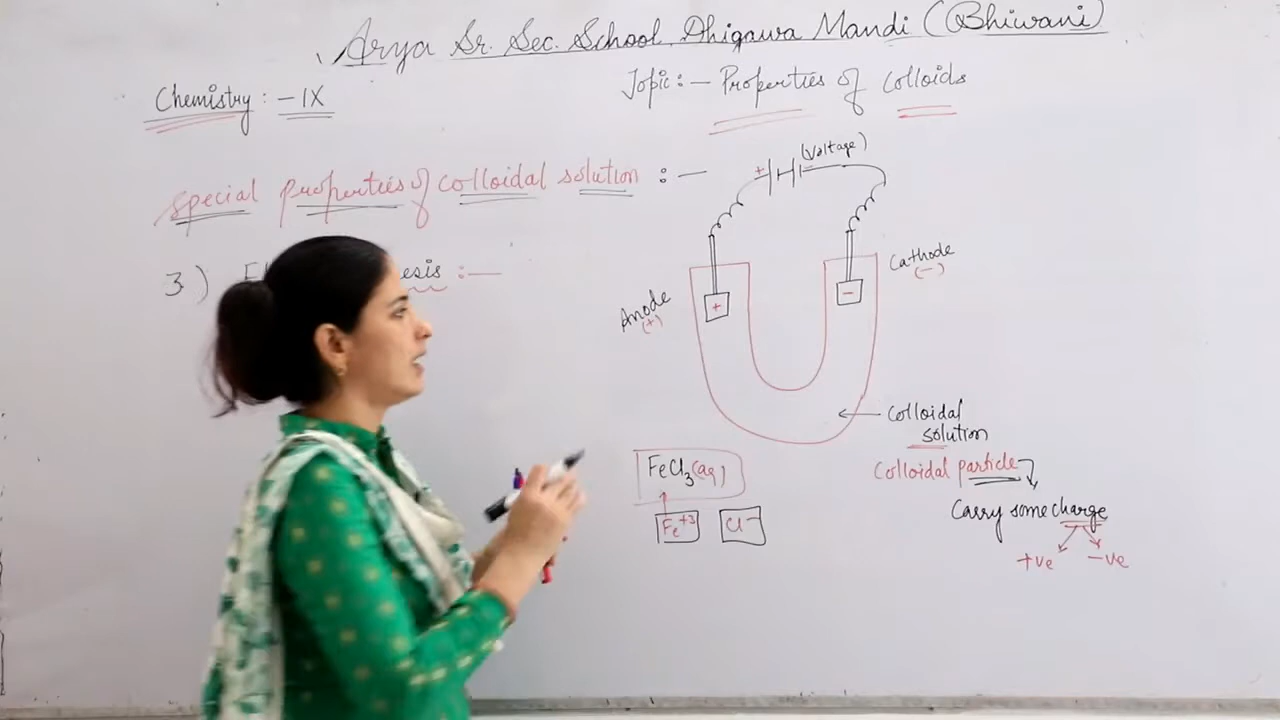 Arya Sr. Sec. School Dhigawa Mandi (Bhiwani)
Chemistry :- IX
Topic :- Properties of Colloids
special properties of colloidal solution :-
3)
esis :-
+ (Voltage)
Anode
(+)
+
-
Cathode
(-)
Colloidal
solution
FeCl3(aq)
Fe+3 Cl-
Colloidal particle
Carry some charge
+ve -ve